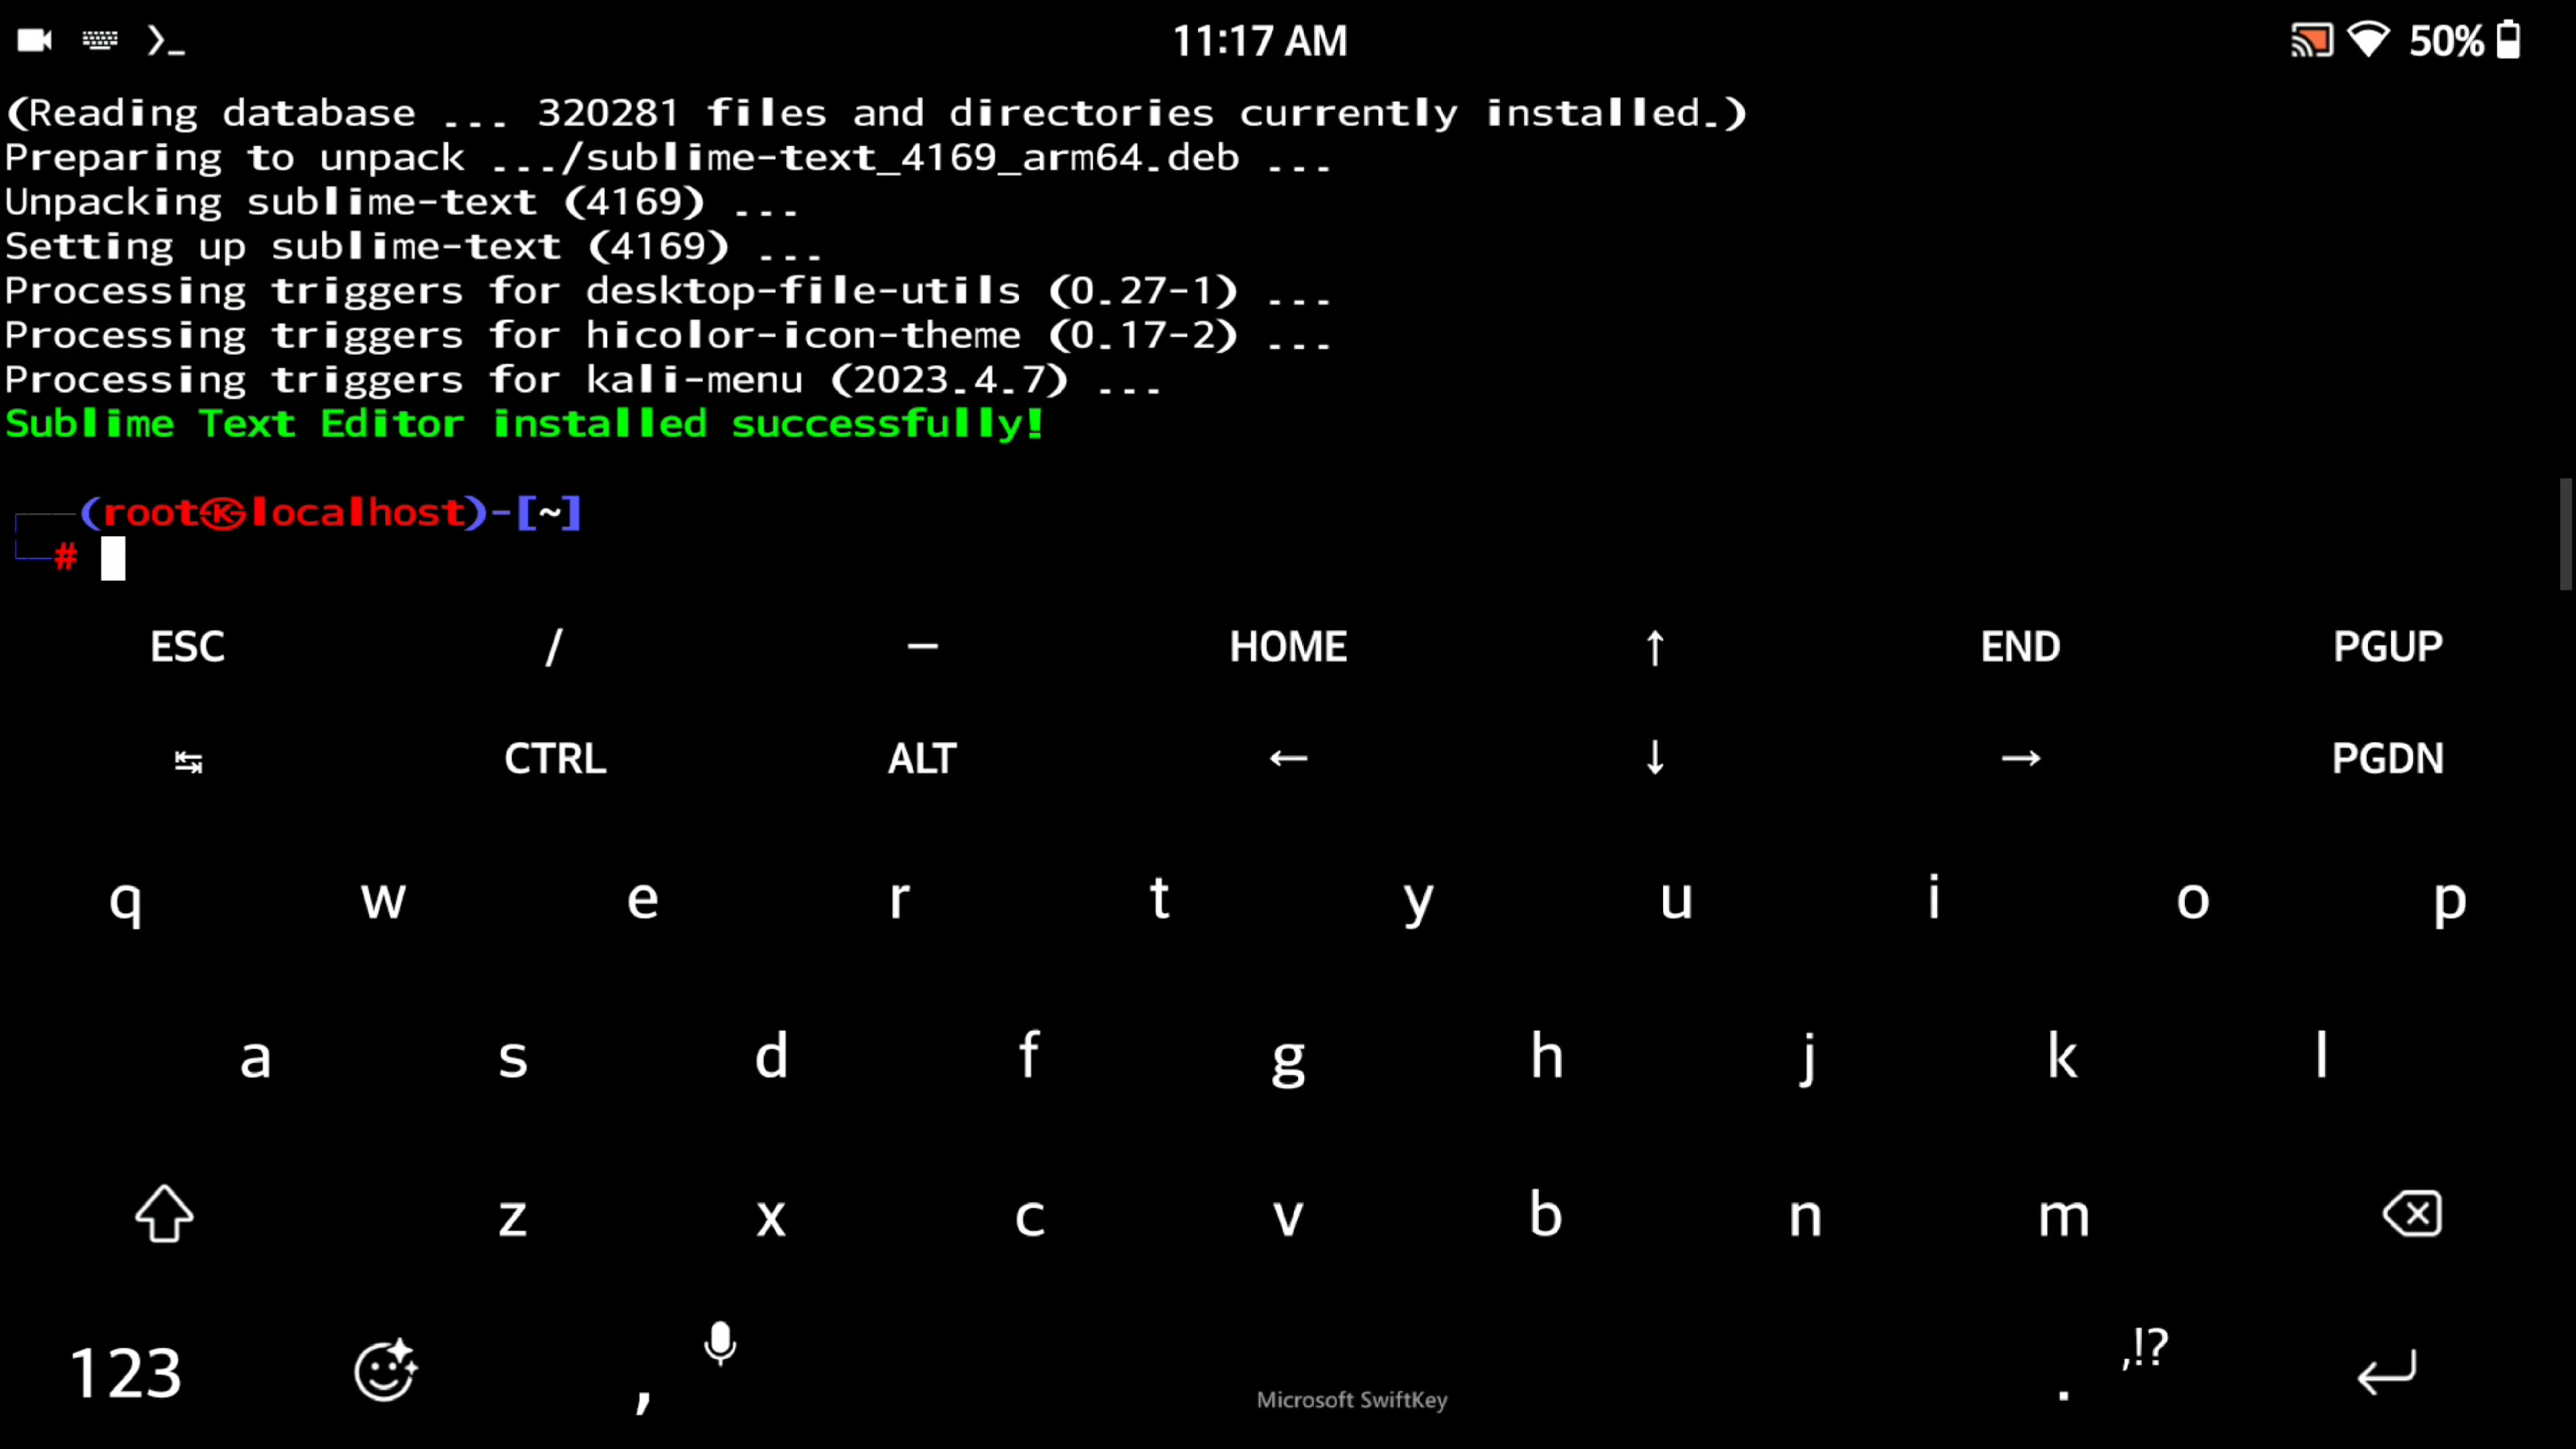 11:17 AM
50%
(Reading database ... 320281 files and directories currently installed.)
Preparing to unpack .../sublime-text_4169_arm64.deb ...
Unpacking sublime-text (4169) ...
Setting up sublime-text (4169) ...
Processing triggers for desktop-file-utils (0.27-1) ...
Processing triggers for hicolor-icon-theme (0.17-2) ...
Processing triggers for kali-menu (2023.4.7) ...
Sublime Text Editor installed successfully!
┌──(root㉿localhost)-[~]
└─#
ESC / — HOME ↑ END PGUP
↹ CTRL ALT ← ↓ → PGDN
q w e r t y u i o p
a s d f g h j k l
z x c v b n m
123 , Microsoft SwiftKey . ,!?